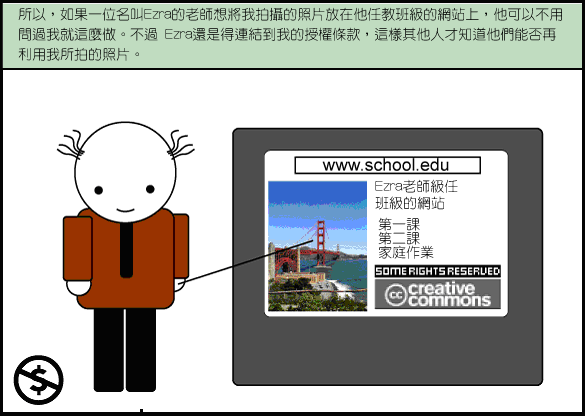 所以，如果一位名叫Ezra的老師想將我拍攝的照片放在他任教班級的網站上，他可以不用
問過我就這麼做。不過 Ezra還是得連結到我的授權條款，這樣其他人才知道他們能否再
利用我所拍的照片。
www.school.edu
Ezra老師級任
班級的網站
第一課
第二課
家庭作業
SOME RIGHTS RESERVED
cc creative
commons
$